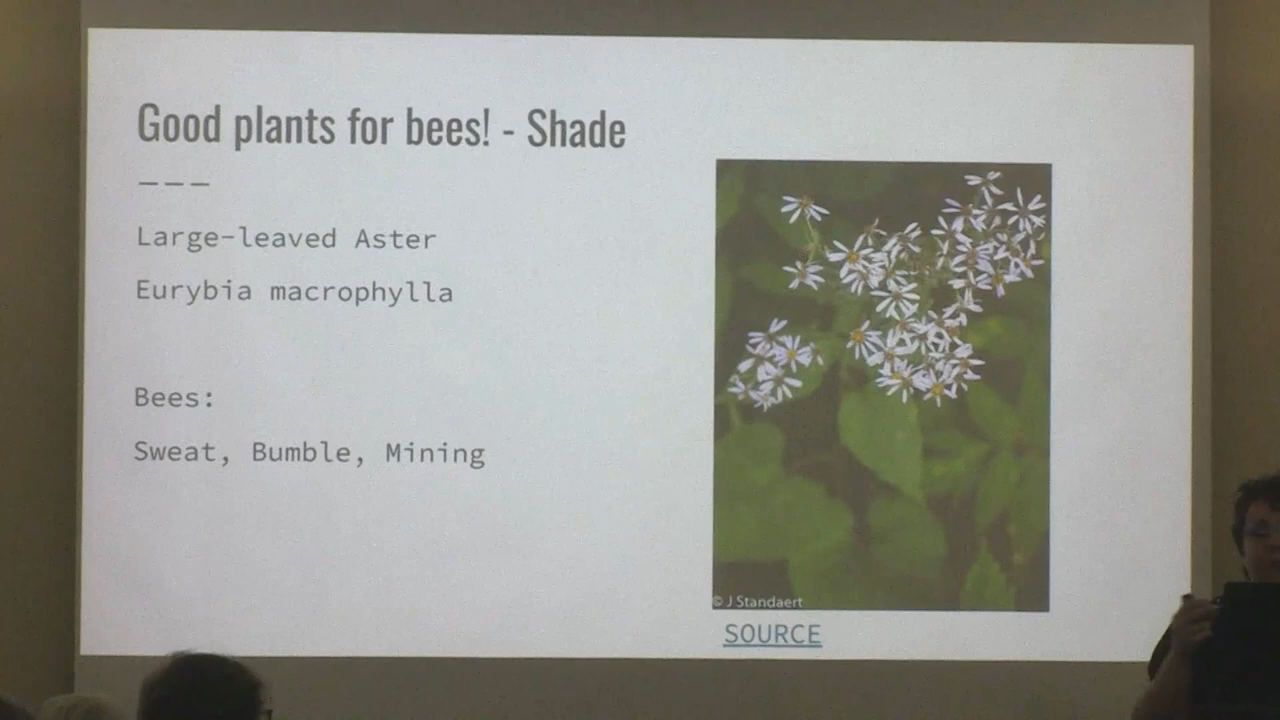 Good plants for bees! - Shade
———
Large-leaved Aster
Eurybia macrophylla
Bees:
Sweat, Bumble, Mining
© J Standaert
SOURCE